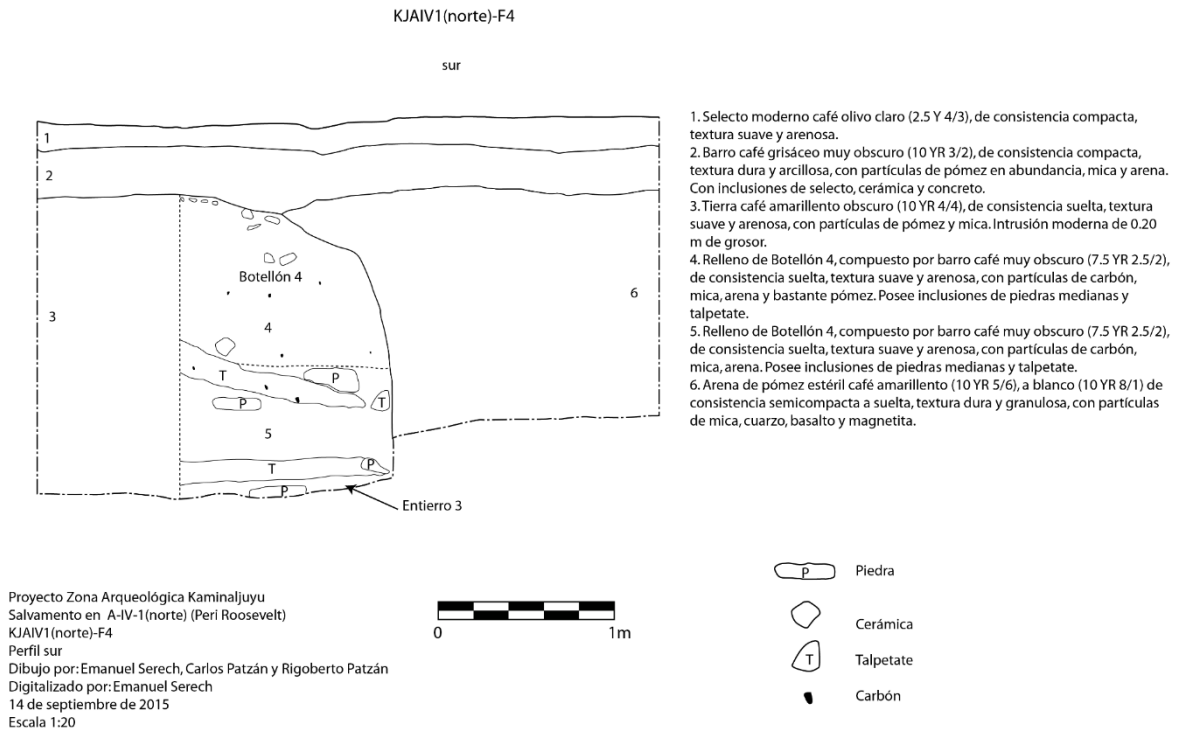 KJAIV1(norte)-F4
sur
1
2
3
Botellón 4
4
T
P
P
T
5
T
P
P
6
Entierro 3
1. Selecto moderno café olivo claro (2.5 Y 4/3), de consistencia compacta,
textura suave y arenosa.
2. Barro café grisáceo muy obscuro (10 YR 3/2), de consistencia compacta,
textura dura y arcillosa, con partículas de pómez en abundancia, mica y arena.
Con inclusiones de selecto, cerámica y concreto.
3. Tierra café amarillento obscuro (10 YR 4/4), de consistencia suelta, textura
suave y arenosa, con partículas de pómez y mica. Intrusión moderna de 0.20
m de grosor.
4. Relleno de Botellón 4, compuesto por barro café muy obscuro (7.5 YR 2.5/2),
de consistencia suelta, textura suave y arenosa, con partículas de carbón,
mica, arena y bastante pómez. Posee inclusiones de piedras medianas y
talpetate.
5. Relleno de Botellón 4, compuesto por barro café muy obscuro (7.5 YR 2.5/2),
de consistencia suelta, textura suave y arenosa, con partículas de carbón,
mica, arena. Posee inclusiones de piedras medianas y talpetate.
6. Arena de pómez estéril café amarillento (10 YR 5/6), a blanco (10 YR 8/1) de
consistencia semicompacta a suelta, textura dura y granulosa, con partículas
de mica, cuarzo, basalto y magnetita.
Proyecto Zona Arqueológica Kaminaljuyu
Salvamento en A-IV-1(norte) (Peri Roosevelt)
KJAIV1(norte)-F4
Perfil sur
Dibujo por: Emanuel Serech, Carlos Patzán y Rigoberto Patzán
Digitalizado por: Emanuel Serech
14 de septiembre de 2015
Escala 1:20
0 1m
P Piedra
Cerámica
T Talpetate
Carbón